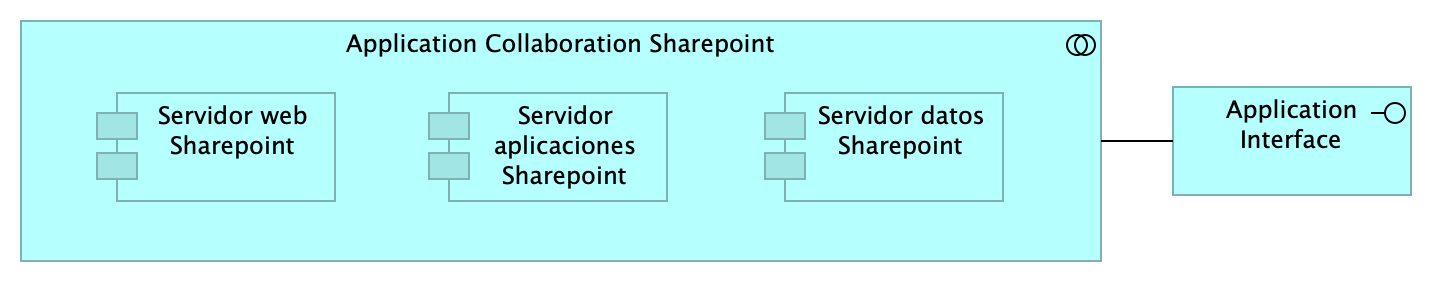 Application Collaboration Sharepoint
Servidor web
Sharepoint
Servidor
aplicaciones
Sharepoint
Servidor datos
Sharepoint
Application
Interface